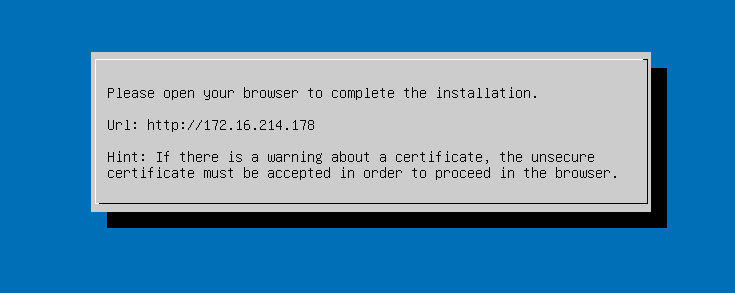 Please open your browser to complete the installation.
Url: http://172.16.214.178
Hint: If there is a warning about a certificate, the unsecure
certificate must be accepted in order to proceed in the browser.